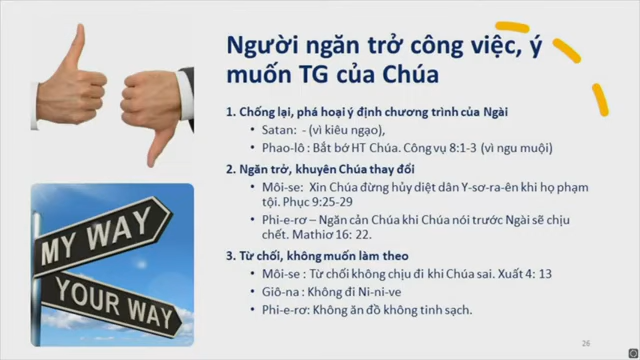 Người ngăn trở công việc, ý
muốn TG của Chúa
1. Chống lại, phá hoại ý định chương trình của Ngài
• Satan: - (vì kiêu ngạo),
• Phao-lô : Bắt bớ HT Chúa. Công vụ 8:1-3 (vì ngu muội)
2. Ngăn trở, khuyên Chúa thay đổi
• Môi-se: Xin Chúa đừng hủy diệt dân Y-sơ-ra-ên khi họ phạm
tội. Phục 9:25-29
• Phi-e-rơ – Ngăn cản Chúa khi Chúa nói trước Ngài sẽ chịu
chết. Mathiơ 16: 22.
3. Từ chối, không muốn làm theo
• Môi-se : Từ chối không chịu đi khi Chúa sai. Xuất 4: 13
• Giô-na : Không đi Ni-ni-ve
• Phi-e-rơ: Không ăn đồ không tinh sạch.
MY WAY
YOUR WAY
26